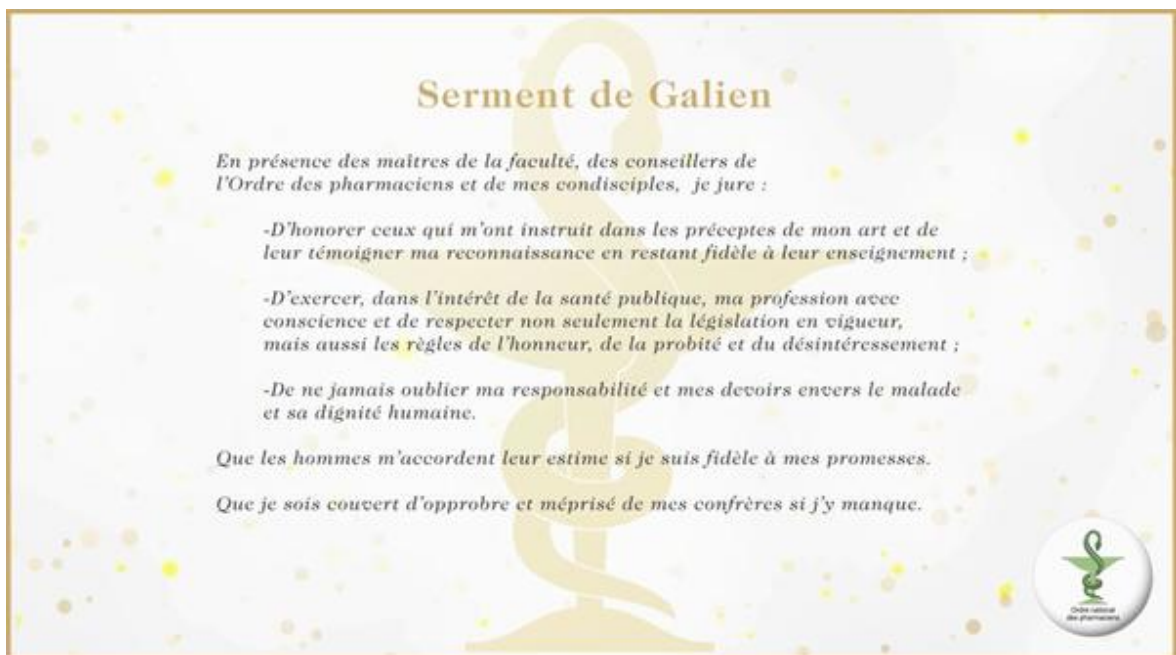 Serment de Galien
En présence des maîtres de la faculté, des conseillers de
l'Ordre des pharmaciens et de mes condisciples, je jure :
-D'honorer ceux qui m'ont instruit dans les préceptes de mon art et de
leur témoigner ma reconnaissance en restant fidèle à leur enseignement ;
-D'exercer, dans l'intérêt de la santé publique, ma profession avec
conscience et de respecter non seulement la législation en vigueur,
mais aussi les règles de l'honneur, de la probité et du désintéressement ;
-De ne jamais oublier ma responsabilité et mes devoirs envers le malade
et sa dignité humaine.
Que les hommes m'accordent leur estime si je suis fidèle à mes promesses.
Que je sois couvert d'opprobre et méprisé de mes confrères si j'y manque.
Ordre national
des pharmaciens